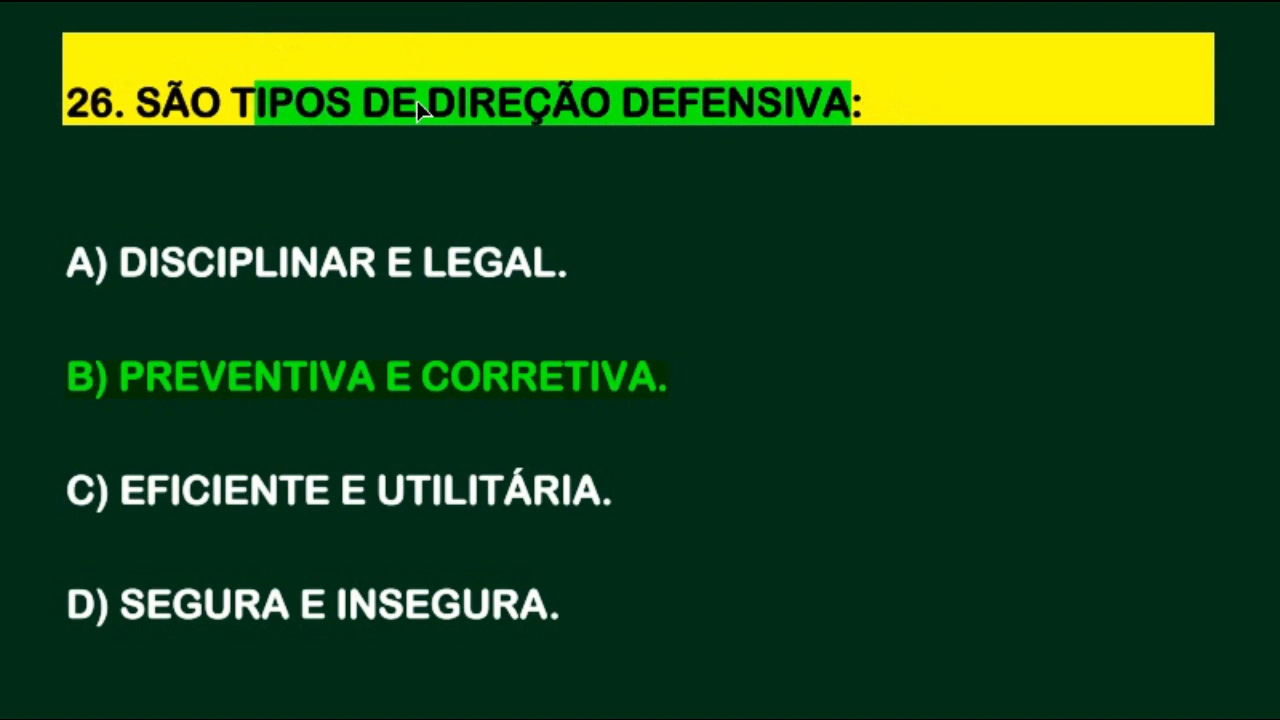 26. SÃO TIPOS DE DIREÇÃO DEFENSIVA:
A) DISCIPLINAR E LEGAL.
B) PREVENTIVA E CORRETIVA.
C) EFICIENTE E UTILITÁRIA.
D) SEGURA E INSEGURA.